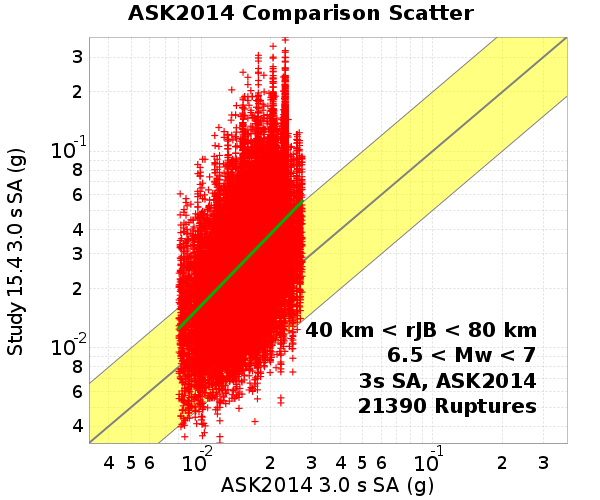 ASK2014 Comparison Scatter
3
2
10-1
8
6
4
3
2
10-2
8
6
4
Study 15.4 3.0 s SA (g)
40 km < rJB < 80 km
6.5 < Mw < 7
3s SA, ASK2014
21390 Ruptures
4 5 6 10-2 2 3 4 5 6 10-1 2 3
ASK2014 3.0 s SA (g)